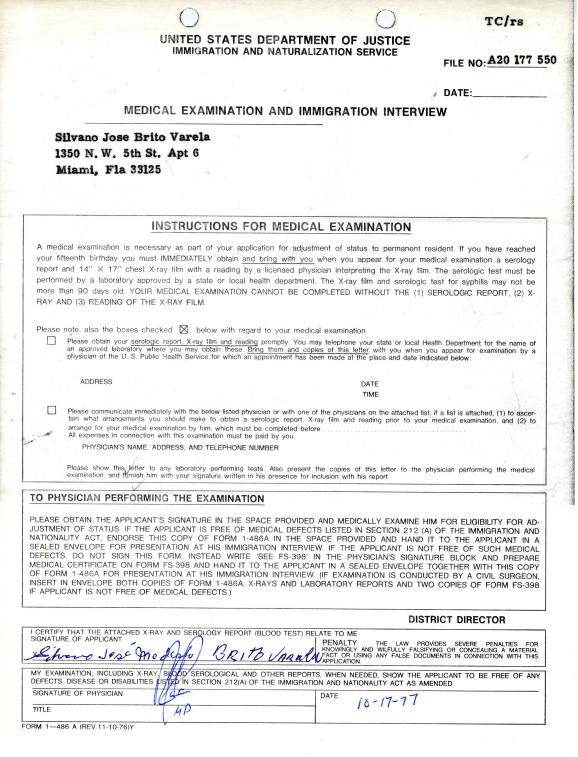 TC/rs
UNITED STATES DEPARTMENT OF JUSTICE
IMMIGRATION AND NATURALIZATION SERVICE
FILE NO: A20 177 550
DATE:
MEDICAL EXAMINATION AND IMMIGRATION INTERVIEW
Silvano Jose Brito Varela
1350 N.W. 5th St. Apt 6
Miami, Fla 33125
INSTRUCTIONS FOR MEDICAL EXAMINATION
A medical examination is necessary as part of your application for adjustment of status to permanent resident. If you have reached
your fifteenth birthday you must IMMEDIATELY obtain and bring with you when you appear for your medical examination a serology
report and 14" X 17" chest X-ray film with a reading by a licensed physician interpreting the X-ray film. The serologic test must be
performed by a laboratory approved by a state or local health department. The X-ray film and serologic test for syphilis may not be
more than 90 days old. YOUR MEDICAL EXAMINATION CANNOT BE COMPLETED WITHOUT THE (1) SEROLOGIC REPORT, (2) X-
RAY AND (3) READING OF THE X-RAY FILM.
Please note, also the boxes checked ☒ below with regard to your medical examination.
Please obtain your serologic report, X-ray film and reading promptly. You may telephone your state or local Health Department for the name of
an approved laboratory where you may obtain these. Bring them and copies of this letter with you when you appear for examination by a
physician of the U. S. Public Health Service for which an appointment has been made at the place and date indicated below:
ADDRESS DATE
TIME
Please communicate immediately with the below listed physician or with one of the physicians on the attached list, if a list is attached, (1) to ascer-
tain what arrangements you should make to obtain a serologic report, X-ray film and reading prior to your medical examination, and (2) to
arrange for your medical examination by him, which must be completed before ....................
All expenses in connection with this examination must be paid by you.
PHYSICIAN'S NAME, ADDRESS, AND TELEPHONE NUMBER
Please show this letter to any laboratory performing tests. Also present the copies of this letter to the physician performing the medical
examination, and furnish him with your signature written in his presence for inclusion with his report.
TO PHYSICIAN PERFORMING THE EXAMINATION
PLEASE OBTAIN THE APPLICANT'S SIGNATURE IN THE SPACE PROVIDED AND MEDICALLY EXAMINE HIM FOR ELIGIBILITY FOR AD-
JUSTMENT OF STATUS. IF THE APPLICANT IS FREE OF MEDICAL DEFECTS LISTED IN SECTION 212 (A) OF THE IMMIGRATION AND
NATIONALITY ACT, ENDORSE THIS COPY OF FORM 1-486A IN THE SPACE PROVIDED AND HAND IT TO THE APPLICANT IN A
SEALED ENVELOPE FOR PRESENTATION AT HIS IMMIGRATION INTERVIEW. IF THE APPLICANT IS NOT FREE OF SUCH MEDICAL
DEFECTS, DO NOT SIGN THIS FORM. INSTEAD WRITE 'SEE FS-398' IN THE PHYSICIAN'S SIGNATURE BLOCK AND PREPARE
MEDICAL CERTIFICATE ON FORM FS-398 AND HAND IT TO THE APPLICANT IN A SEALED ENVELOPE TOGETHER WITH THIS COPY
OF FORM 1-486A FOR PRESENTATION AT HIS IMMIGRATION INTERVIEW. (IF EXAMINATION IS CONDUCTED BY A CIVIL SURGEON,
INSERT IN ENVELOPE BOTH COPIES OF FORM 1-486A, X-RAYS AND LABORATORY REPORTS AND TWO COPIES OF FORM FS-398
IF APPLICANT IS NOT FREE OF MEDICAL DEFECTS.)
DISTRICT DIRECTOR
I CERTIFY THAT THE ATTACHED X-RAY AND SEROLOGY REPORT (BLOOD TEST) RELATE TO ME
SIGNATURE OF APPLICANT
Silvano José BRITO VARELA
PENALTY THE LAW PROVIDES SEVERE PENALTIES FOR
KNOWINGLY AND WILFULLY FALSIFYING OR CONCEALING A MATERIAL
FACT OR USING ANY FALSE DOCUMENTS IN CONNECTION WITH THIS
APPLICATION.
MY EXAMINATION, INCLUDING X-RAY, BLOOD SEROLOGICAL AND OTHER REPORTS, WHEN NEEDED, SHOW THE APPLICANT TO BE FREE OF ANY
DEFECTS, DISEASE OR DISABILITIES LISTED IN SECTION 212(A) OF THE IMMIGRATION AND NATIONALITY ACT AS AMENDED.
SIGNATURE OF PHYSICIAN
DATE
10-17-77
TITLE
MD
FORM 1—486 A (REV.11-10-76)Y